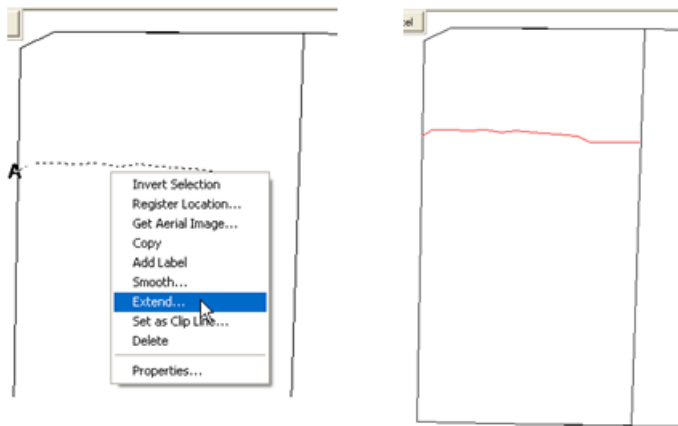 A
Invert Selection
Register Location...
Get Aerial Image...
Copy
Add Label
Smooth...
Extend...
Set as Clip Line...
Delete
Properties...